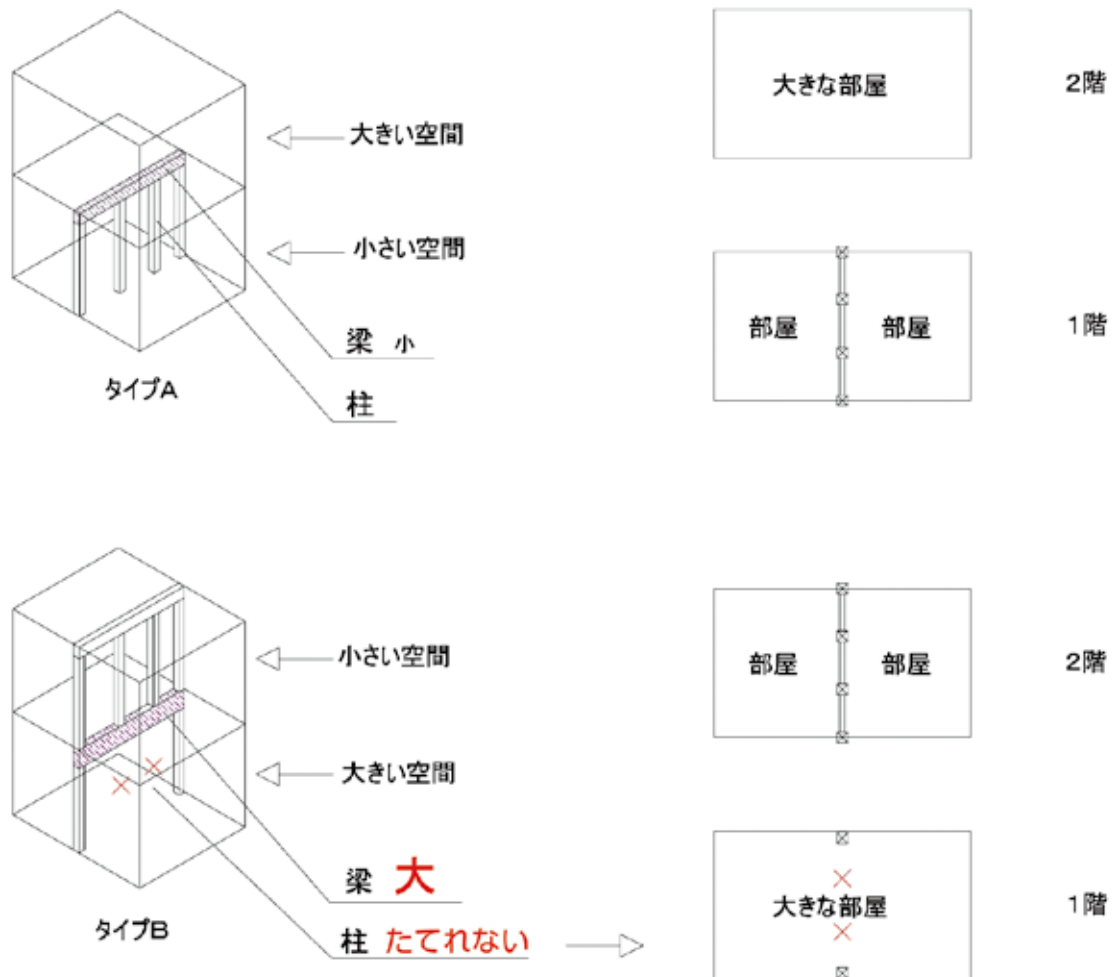 大きな部屋 2階
大きい空間
小さい空間
部屋 部屋 1階
梁 小
タイプA
柱
小さい空間
部屋 部屋 2階
大きい空間
梁 大
大きな部屋 1階
タイプB
柱 たてれない